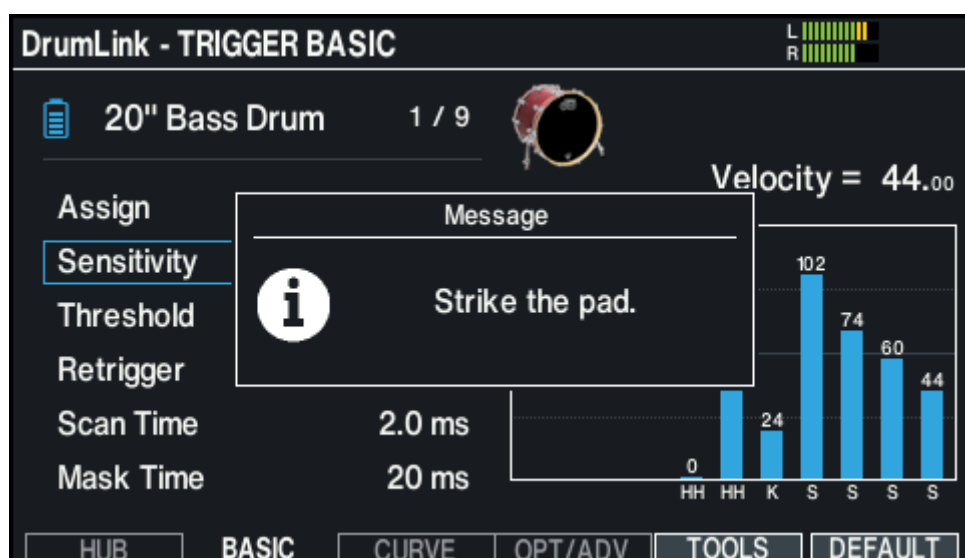 DrumLink - TRIGGER BASIC
L
R
20" Bass Drum 1 / 9
Velocity = 44.00
Assign
Message
Sensitivity
Strike the pad.
Threshold
Retrigger
Scan Time 2.0 ms
Mask Time 20 ms
102
74
60
44
24
0
HH HH K S S S S
HUB BASIC CURVE OPT/ADV TOOLS DEFAULT